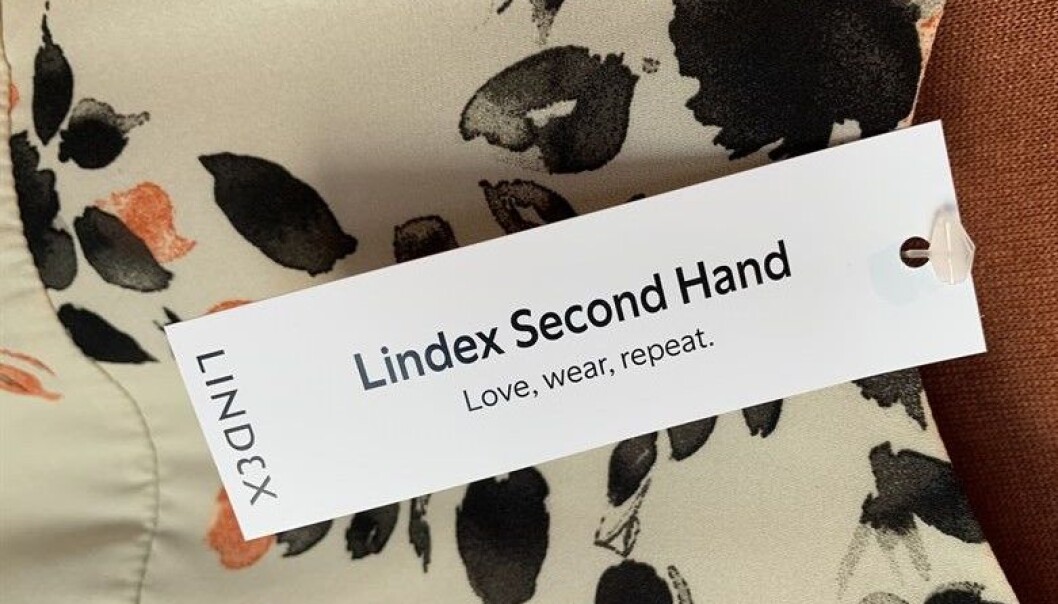 Lindex Second Hand
Love, wear, repeat.
LINDEX